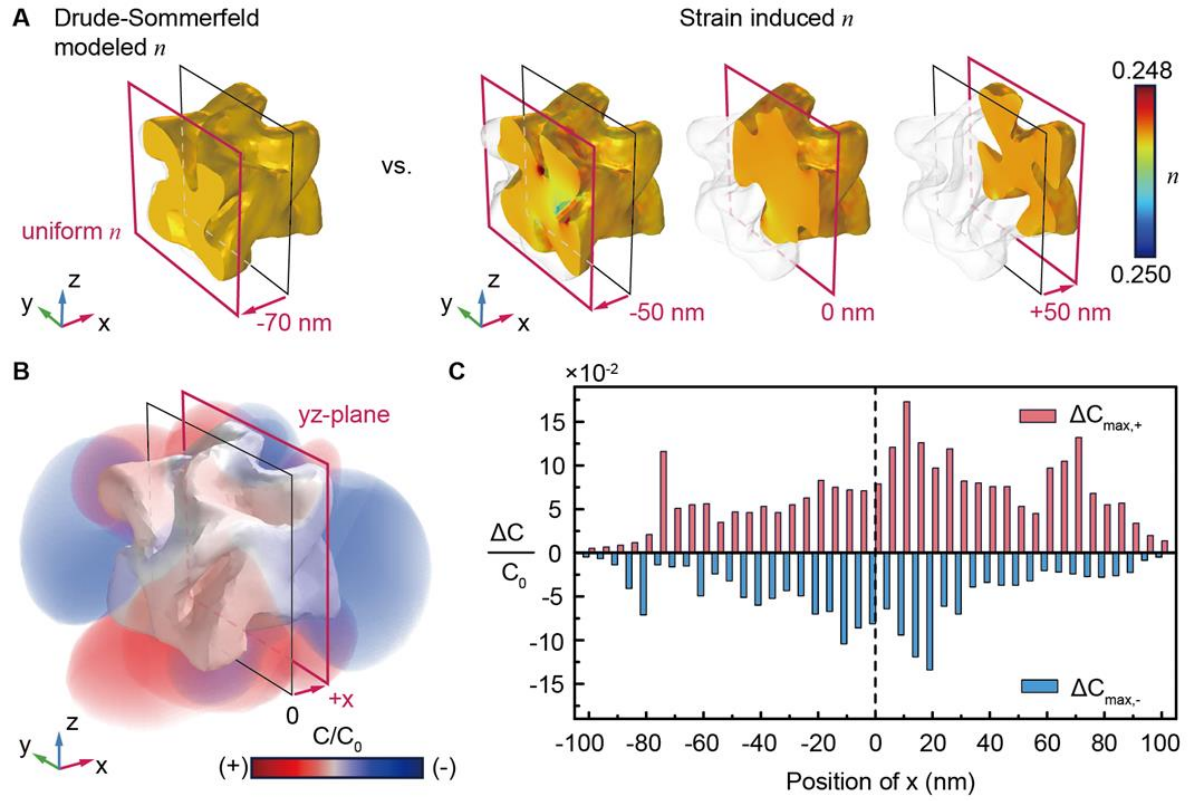 A
Drude-Sommerfeld
modeled n
Strain induced n
vs.
uniform n
-70 nm
-50 nm
0 nm
+50 nm
0.248
n
0.250
z
y
x
z
y
x
B
yz-plane
+x
0
C/C0
(+)
(-)
z
y
x
C
×10-2
ΔCmax,+
15
10
5
0
-5
-10
-15
ΔC
C0
ΔCmax,-
-100 -80 -60 -40 -20 0 20 40 60 80 100
Position of x (nm)